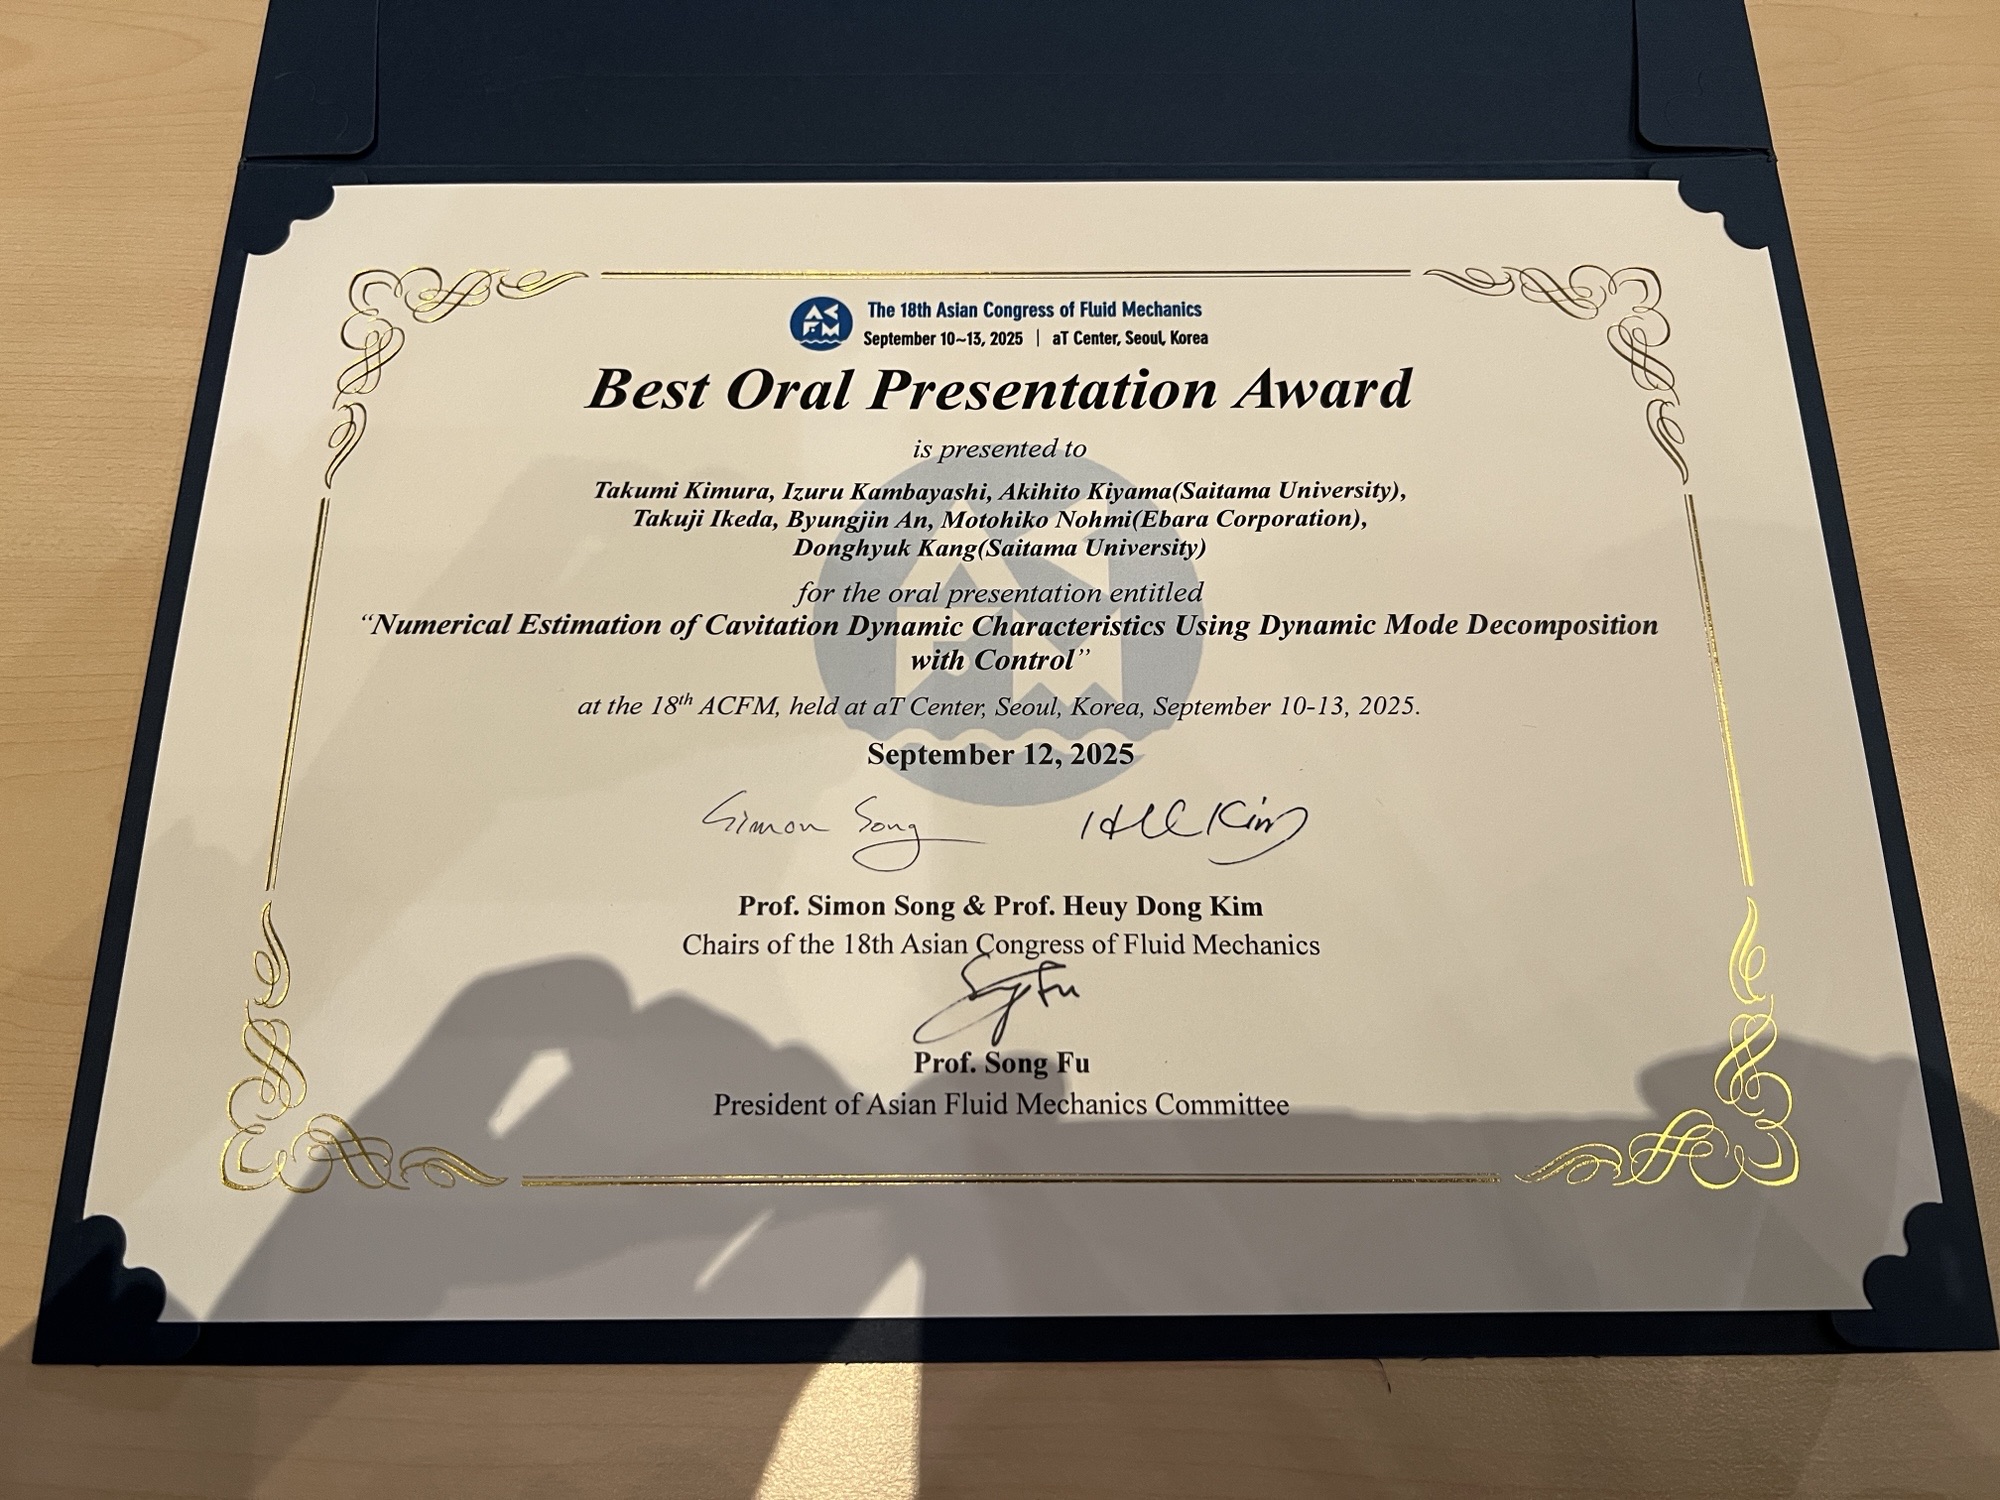 ACFM
The 18th Asian Congress of Fluid Mechanics
September 10~13, 2025 | aT Center, Seoul, Korea
Best Oral Presentation Award
is presented to
Takumi Kimura, Izuru Kambayashi, Akihito Kiyama(Saitama University),
Takuji Ikeda, Byungjin An, Motohiko Nohmi(Ebara Corporation),
Donghyuk Kang(Saitama University)
for the oral presentation entitled
“Numerical Estimation of Cavitation Dynamic Characteristics Using Dynamic Mode Decomposition
with Control”
at the 18th ACFM, held at aT Center, Seoul, Korea, September 10-13, 2025.
September 12, 2025
Simon Song HD Kim
Prof. Simon Song & Prof. Heuy Dong Kim
Chairs of the 18th Asian Congress of Fluid Mechanics
Song Fu
Prof. Song Fu
President of Asian Fluid Mechanics Committee